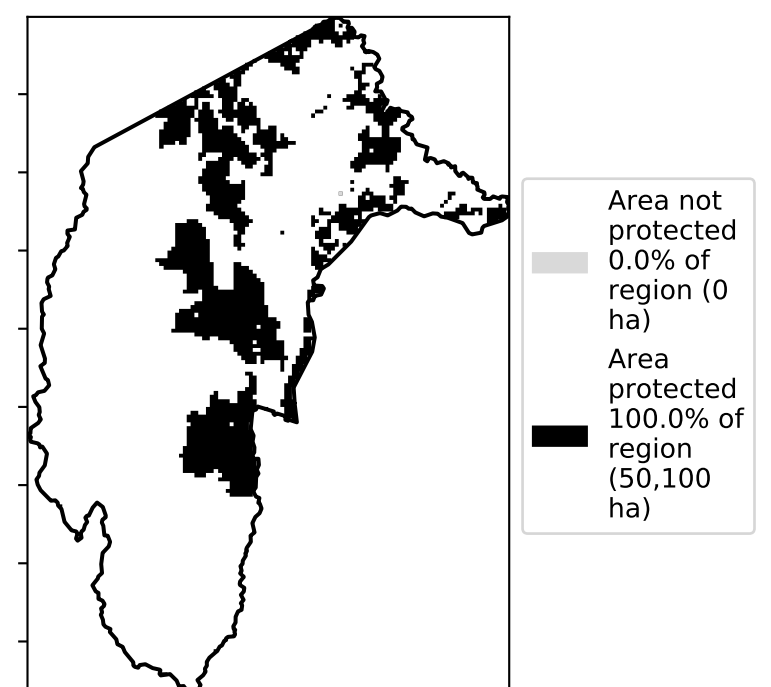 Area not
protected
0.0% of
region (0
ha)
Area
protected
100.0% of
region
(50,100
ha)